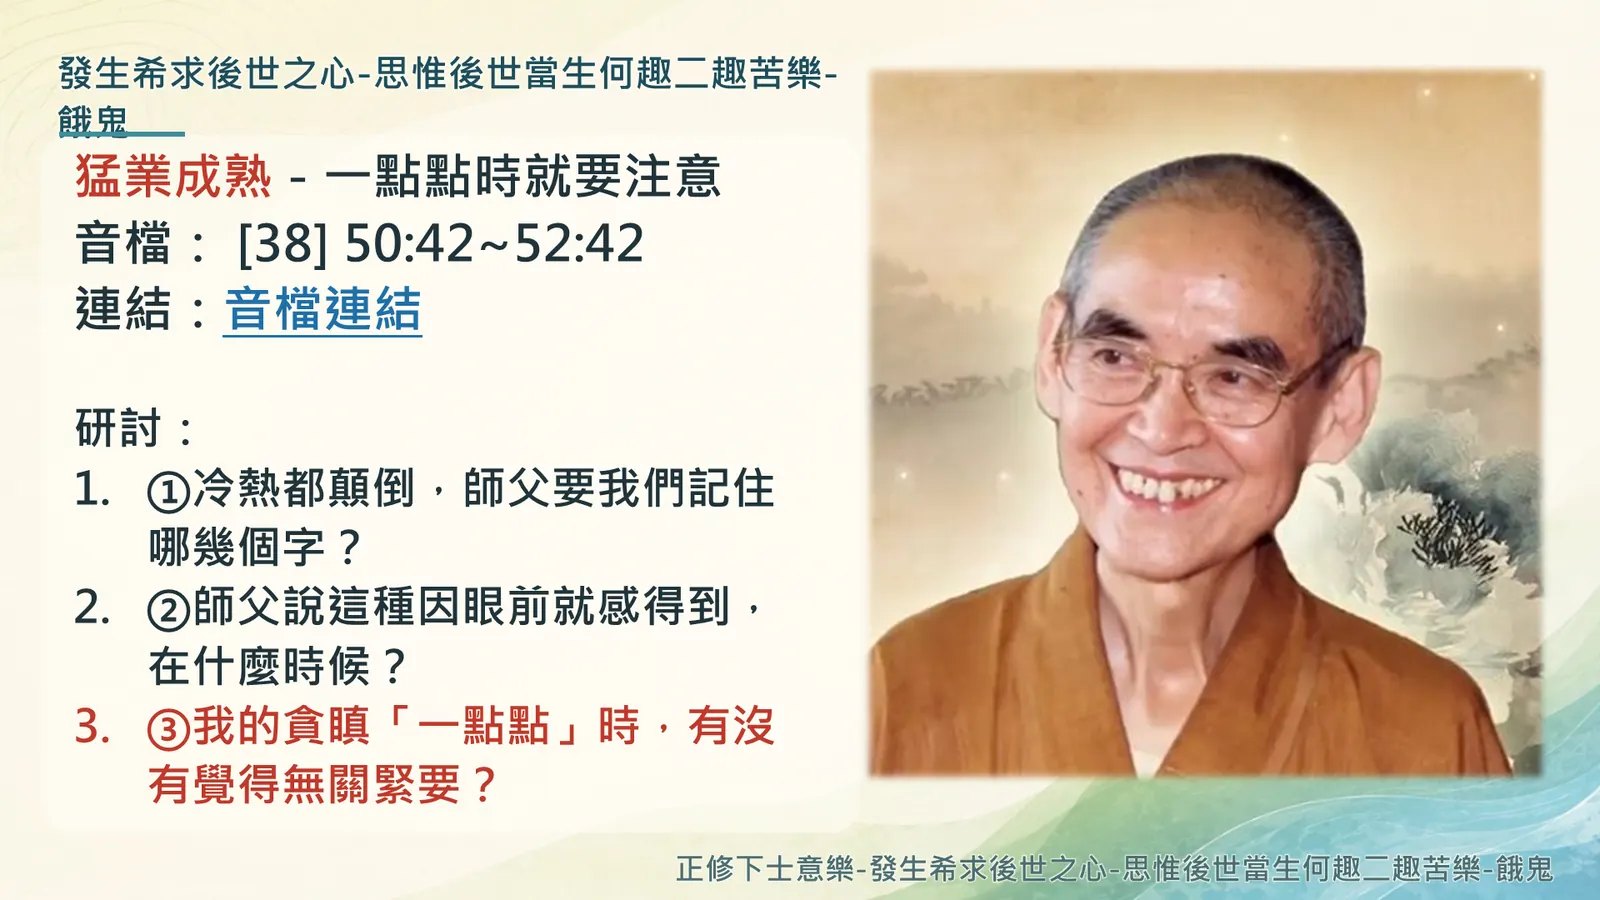 發生希求後世之心-思惟後世當生何趣二趣苦樂-
餓鬼
猛業成熟 - 一點點時就要注意
音檔： [38] 50:42~52:42
連結：音檔連結
研討：
1. ①冷熱都顛倒，師父要我們記住
哪幾個字？
2. ②師父說這種因眼前就感得到，
在什麼時候？
3. ③我的貪瞋「一點點」時，有沒
有覺得無關緊要？
正修下士意樂-發生希求後世之心-思惟後世當生何趣二趣苦樂-餓鬼